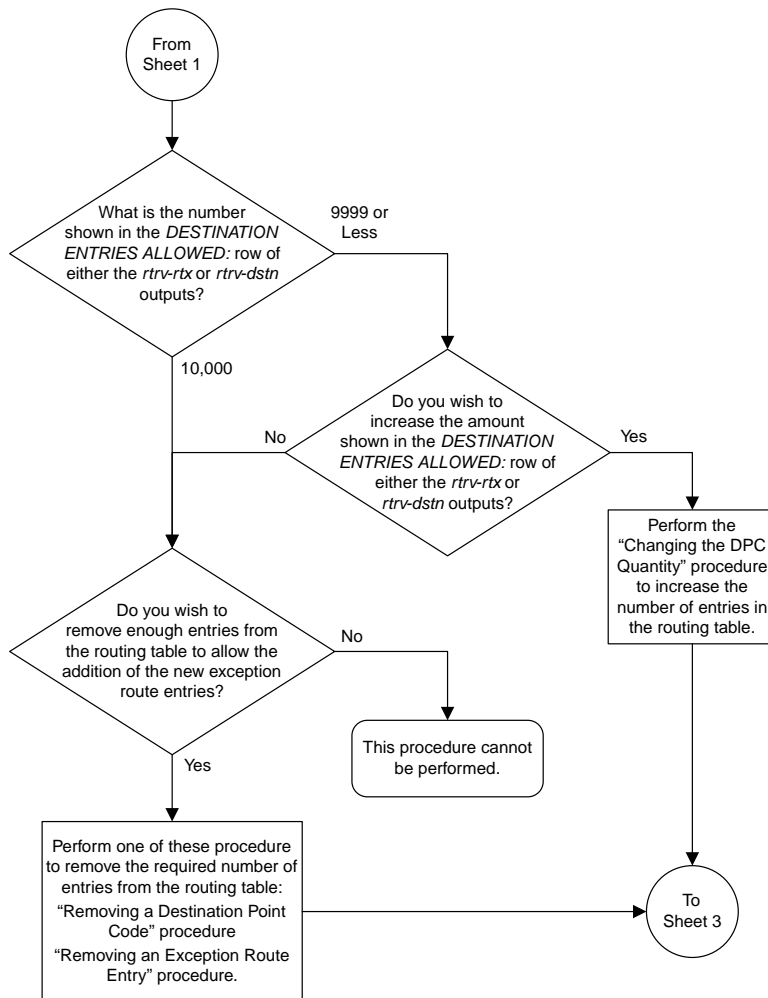 From
Sheet 1
What is the number
shown in the DESTINATION
ENTRIES ALLOWED: row of
either the rtrv-rtx or rtrv-dstn
outputs?
9999 or
Less
10,000
Do you wish to
increase the amount
shown in the DESTINATION
ENTRIES ALLOWED: row of
either the rtrv-rtx or
rtrv-dstn outputs?
No
Yes
Perform the
“Changing the DPC
Quantity” procedure
to increase the
number of entries in
the routing table.
Do you wish to
remove enough entries from
the routing table to allow the
addition of the new exception
route entries?
No
Yes
This procedure cannot
be performed.
Perform one of these procedure
to remove the required number of
entries from the routing table:
“Removing a Destination Point
Code” procedure
“Removing an Exception Route
Entry” procedure.
To
Sheet 3